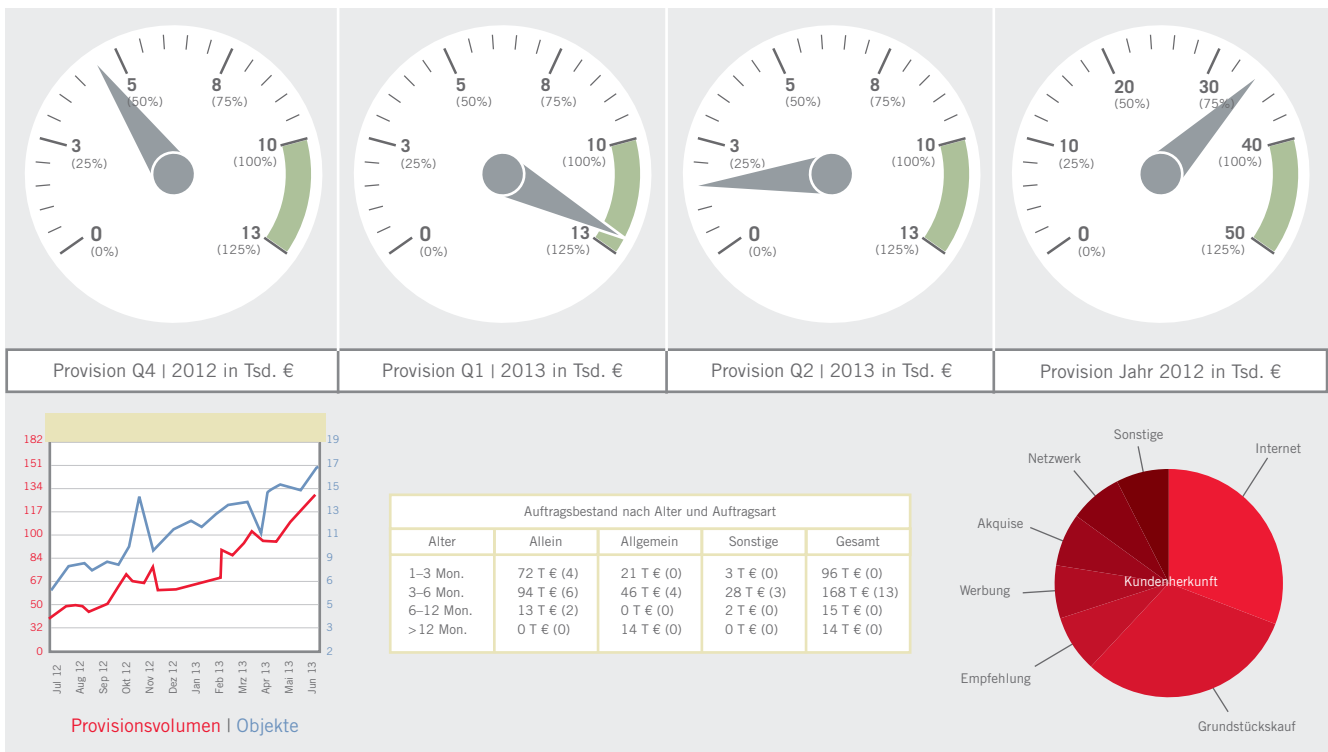 5
(50%)
8
(75%)
3
(25%)
10
(100%)
0
(0%)
13
(125%)
Provision Q4 | 2012 in Tsd. €
5
(50%)
8
(75%)
3
(25%)
10
(100%)
0
(0%)
13
(125%)
Provision Q1 | 2013 in Tsd. €
5
(50%)
8
(75%)
3
(25%)
10
(100%)
0
(0%)
13
(125%)
Provision Q2 | 2013 in Tsd. €
20
(50%)
30
(75%)
10
(25%)
40
(100%)
0
(0%)
50
(125%)
Provision Jahr 2012 in Tsd. €
182 19
151 17
134 15
117 13
100 11
84 9
67 6
50 5
32 3
0 2
Jul 12 Aug 12 Sep 12 Okt 12 Nov 12 Dez 12 Jan 13 Feb 13 Mrz 13 Apr 13 Mai 13 Jun 13
Provisionsvolumen | Objekte
Auftragsbestand nach Alter und Auftragsart
Alter Allein Allgemein Sonstige Gesamt
1–3 Mon. 72 T € (4) 21 T € (0) 3 T € (0) 96 T € (0)
3–6 Mon. 94 T € (6) 46 T € (4) 28 T € (3) 168 T € (13)
6–12 Mon. 13 T € (2) 0 T € (0) 2 T € (0) 15 T € (0)
>12 Mon. 0 T € (0) 14 T € (0) 0 T € (0) 14 T € (0)
Sonstige
Internet
Netzwerk
Akquise
Kundenherkunft
Werbung
Empfehlung
Grundstückskauf